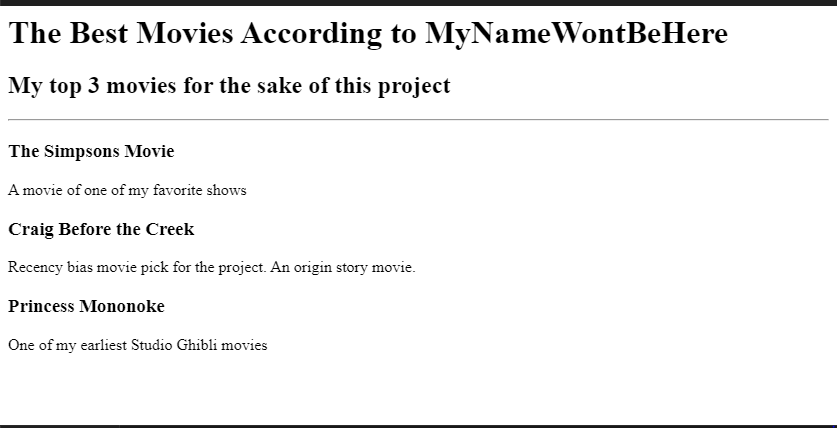 The Best Movies According to MyNameWontBeHere
My top 3 movies for the sake of this project
The Simpsons Movie
A movie of one of my favorite shows
Craig Before the Creek
Recency bias movie pick for the project. An origin story movie.
Princess Mononoke
One of my earliest Studio Ghibli movies